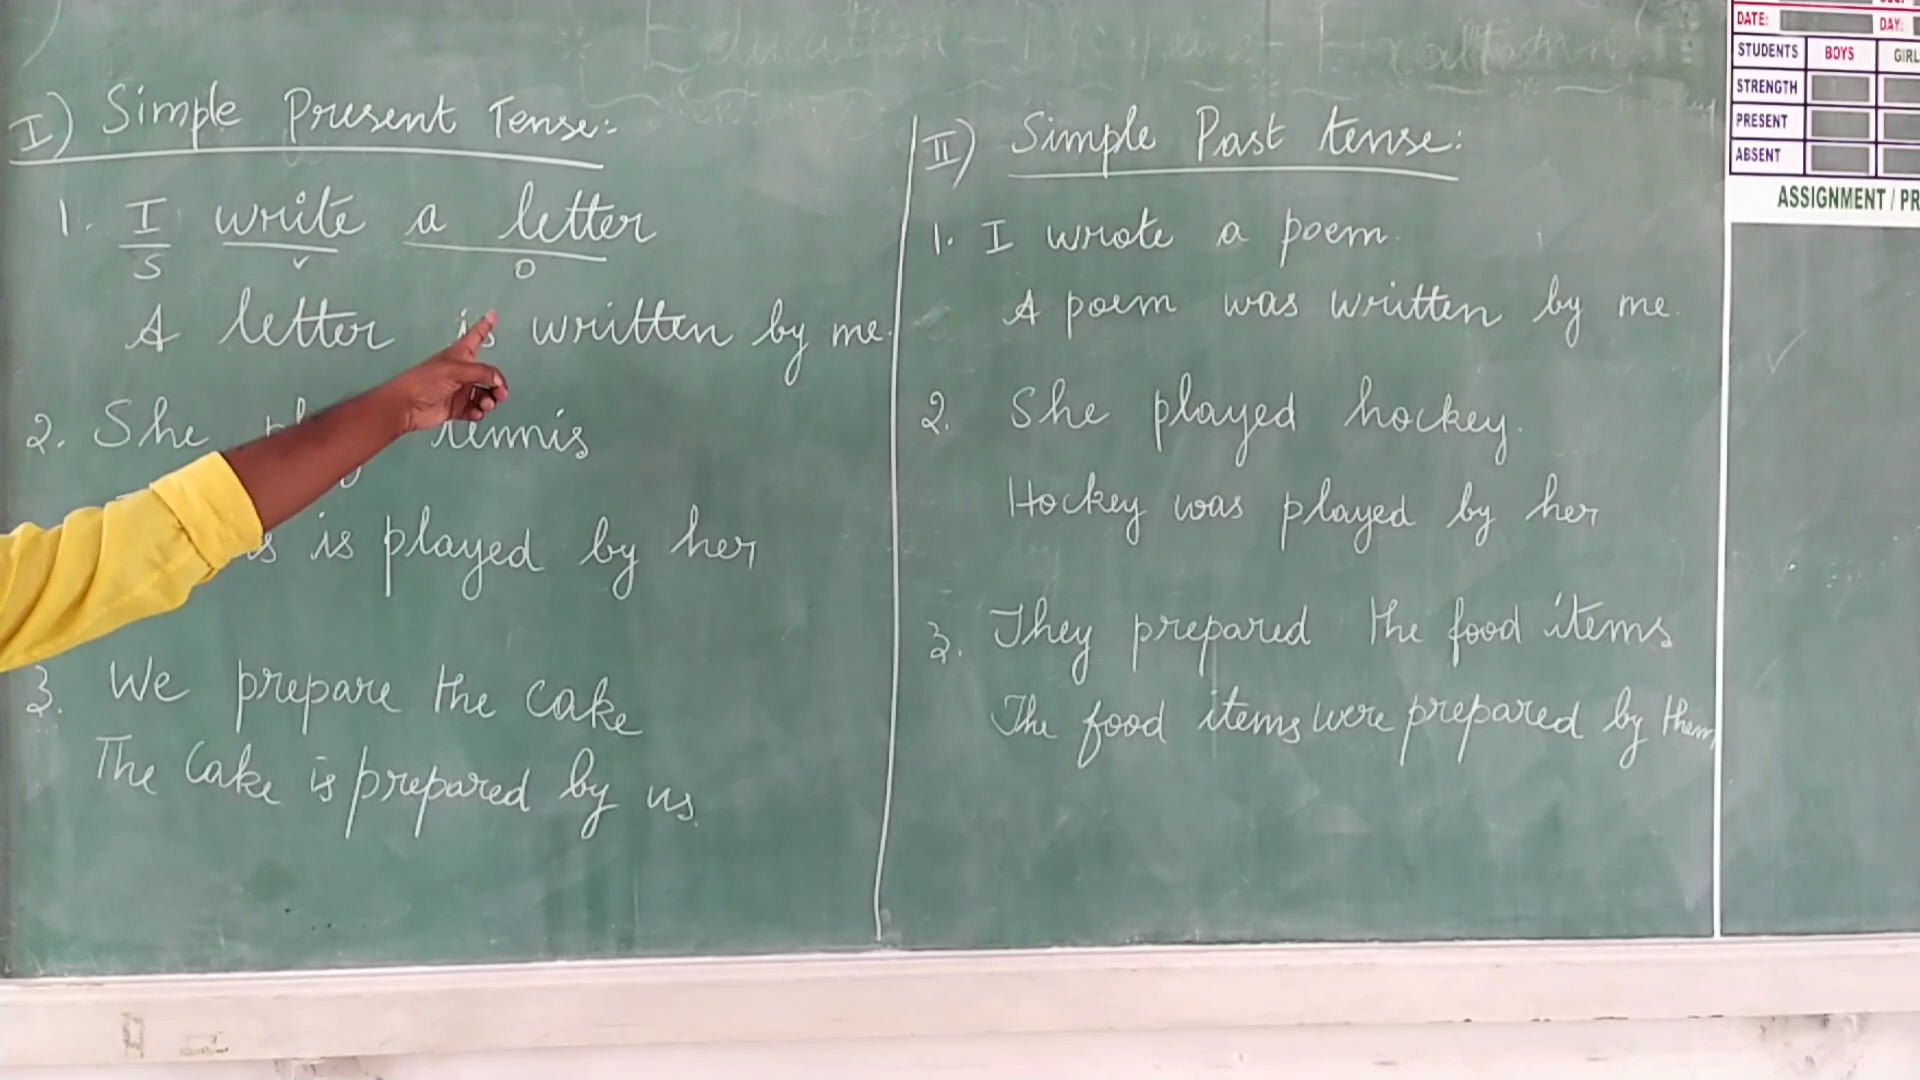 Education
I) Simple Present Tense:-
1. I write a letter
S v O
A letter is written by me.
2. She tennis
is played by her
3. We prepare the cake
The Cake is prepared by us.
II) Simple Past tense:
1. I wrote a poem.
A poem was written by me.
2. She played hockey.
Hockey was played by her
3. They prepared the food items
The food items were prepared by them
DATE: DAY:
STUDENTS BOYS
STRENGTH
PRESENT
ABSENT
ASSIGNMENT /